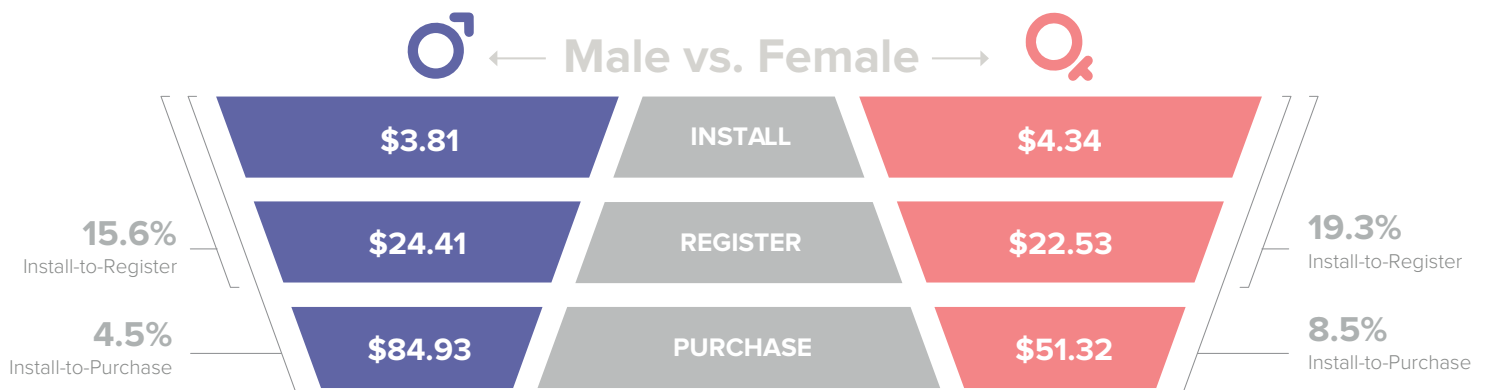 Male vs. Female
$3.81
INSTALL
$4.34
15.6%
Install-to-Register
$24.41
REGISTER
$22.53
19.3%
Install-to-Register
4.5%
Install-to-Purchase
$84.93
PURCHASE
$51.32
8.5%
Install-to-Purchase